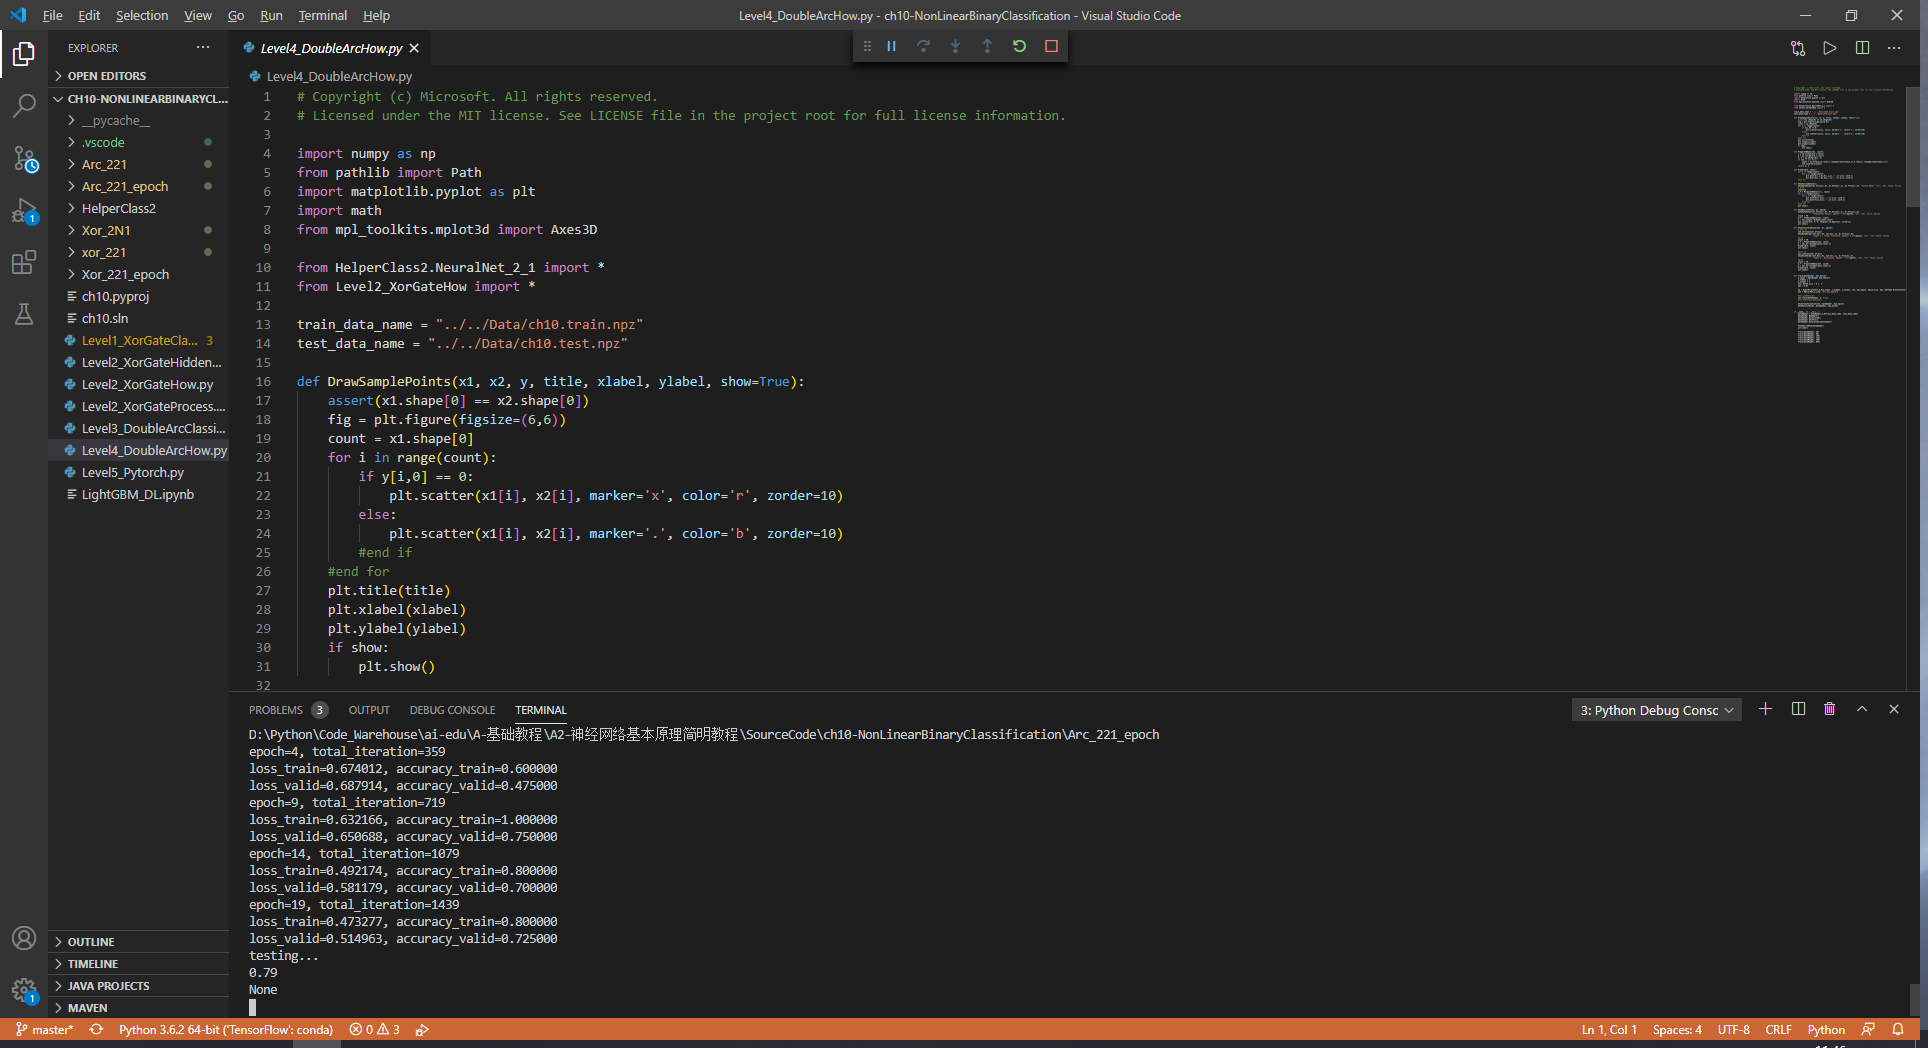 File Edit Selection View Go Run Terminal Help
Level4_DoubleArcHow.py - ch10-NonLinearBinaryClassification - Visual Studio Code
EXPLORER
OPEN EDITORS
CH10-NONLINEARBINARYCL...
__pycache__
.vscode
Arc_221
Arc_221_epoch
HelperClass2
Xor_2N1
xor_221
Xor_221_epoch
ch10.pyproj
ch10.sln
Level1_XorGateCla... 3
Level2_XorGateHidden...
Level2_XorGateHow.py
Level2_XorGateProcess....
Level3_DoubleArcClassi...
Level4_DoubleArcHow.py
Level5_Pytorch.py
LightGBM_DL.ipynb
OUTLINE
TIMELINE
JAVA PROJECTS
MAVEN
1
1
Level4_DoubleArcHow.py
Level4_DoubleArcHow.py
1 # Copyright (c) Microsoft. All rights reserved.
2 # Licensed under the MIT license. See LICENSE file in the project root for full license information.
3
4 import numpy as np
5 from pathlib import Path
6 import matplotlib.pyplot as plt
7 import math
8 from mpl_toolkits.mplot3d import Axes3D
9
10 from HelperClass2.NeuralNet_2_1 import *
11 from Level2_XorGateHow import *
12
13 train_data_name = "../../Data/ch10.train.npz"
14 test_data_name = "../../Data/ch10.test.npz"
15
16 def DrawSamplePoints(x1, x2, y, title, xlabel, ylabel, show=True):
17 assert(x1.shape[0] == x2.shape[0])
18 fig = plt.figure(figsize=(6,6))
19 count = x1.shape[0]
20 for i in range(count):
21 if y[i,0] == 0:
22 plt.scatter(x1[i], x2[i], marker='x', color='r', zorder=10)
23 else:
24 plt.scatter(x1[i], x2[i], marker='.', color='b', zorder=10)
25 #end if
26 #end for
27 plt.title(title)
28 plt.xlabel(xlabel)
29 plt.ylabel(ylabel)
30 if show:
31 plt.show()
32
PROBLEMS 3 OUTPUT DEBUG CONSOLE TERMINAL
3: Python Debug Consc
D:\Python\Code_Warehouse\ai-edu\A-基础教程\A2-神经网络基本原理简明教程\SourceCode\ch10-NonLinearBinaryClassification\Arc_221_epoch
epoch=4, total_iteration=359
loss_train=0.674012, accuracy_train=0.600000
loss_valid=0.687914, accuracy_valid=0.475000
epoch=9, total_iteration=719
loss_train=0.632166, accuracy_train=1.000000
loss_valid=0.650688, accuracy_valid=0.750000
epoch=14, total_iteration=1079
loss_train=0.492174, accuracy_train=0.800000
loss_valid=0.581179, accuracy_valid=0.700000
epoch=19, total_iteration=1439
loss_train=0.473277, accuracy_train=0.800000
loss_valid=0.514963, accuracy_valid=0.725000
testing...
0.79
None
master* Python 3.6.2 64-bit ('TensorFlow': conda) 0 3
Ln 1, Col 1 Spaces: 4 UTF-8 CRLF Python